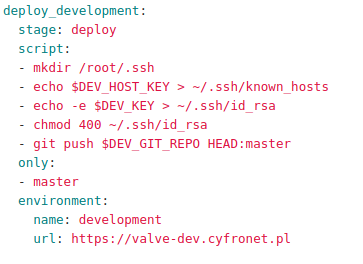 deploy_development:
  stage: deploy
  script:
  - mkdir /root/.ssh
  - echo $DEV_HOST_KEY > ~/.ssh/known_hosts
  - echo -e $DEV_KEY > ~/.ssh/id_rsa
  - chmod 400 ~/.ssh/id_rsa
  - git push $DEV_GIT_REPO HEAD:master
  only:
  - master
  environment:
    name: development
    url: https://valve-dev.cyfronet.pl